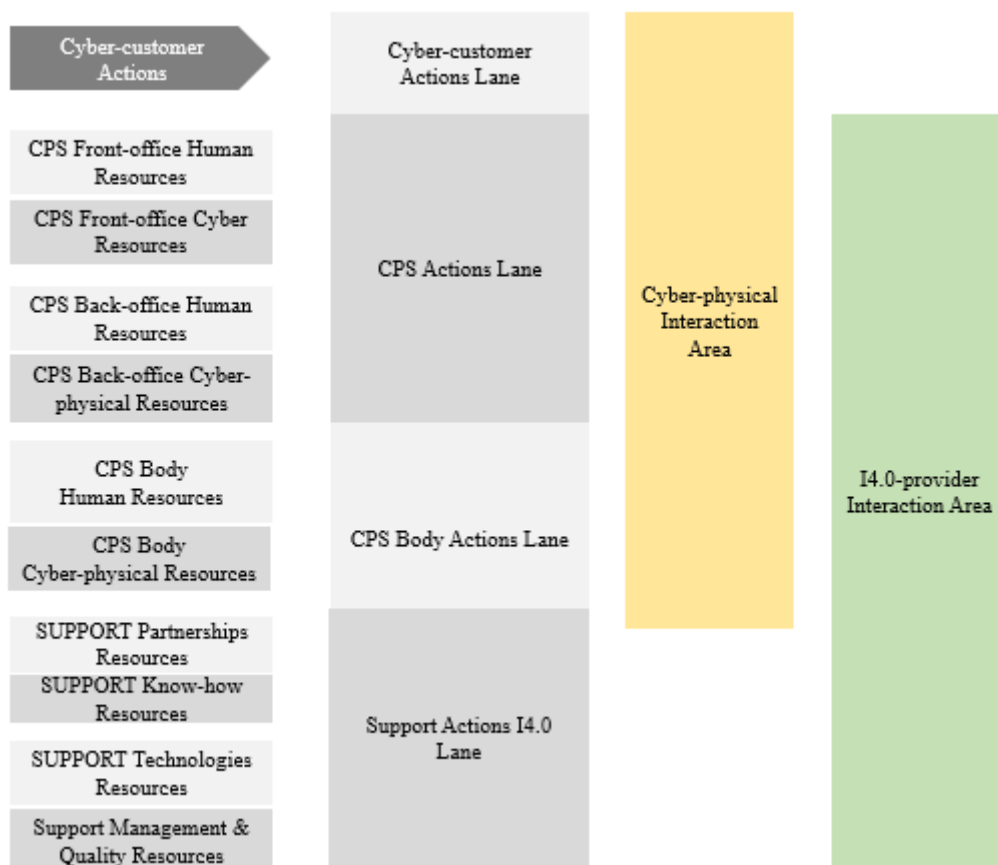 Cyber-customer
Actions
CPS Front-office Human
Resources
CPS Front-office Cyber
Resources
CPS Back-office Human
Resources
CPS Back-office Cyber-
physical Resources
CPS Body
Human Resources
CPS Body
Cyber-physical Resources
SUPPORT Partnerships
Resources
SUPPORT Know-how
Resources
SUPPORT Technologies
Resources
Support Management &
Quality Resources
Cyber-customer
Actions Lane
CPS Actions Lane
CPS Body Actions Lane
Support Actions I4.0
Lane
Cyber-physical
Interaction
Area
I4.0-provider
Interaction Area